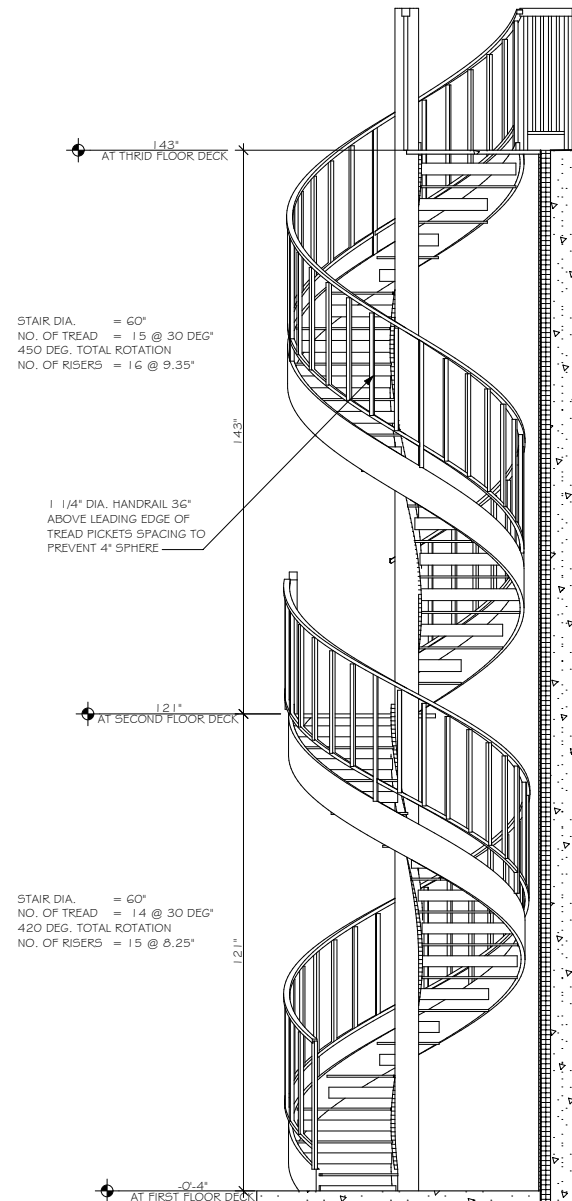 143"
AT THRID FLOOR DECK
STAIR DIA. = 60"
NO. OF TREAD = 15 @ 30 DEG"
450 DEG. TOTAL ROTATION
NO. OF RISERS = 16 @ 9.35"
143"
1 1/4" DIA. HANDRAIL 36"
ABOVE LEADING EDGE OF
TREAD PICKETS SPACING TO
PREVENT 4" SPHERE
121"
AT SECOND FLOOR DECK
STAIR DIA. = 60"
NO. OF TREAD = 14 @ 30 DEG"
420 DEG. TOTAL ROTATION
NO. OF RISERS = 15 @ 8.25"
121"
-0'-4"
AT FIRST FLOOR DECK